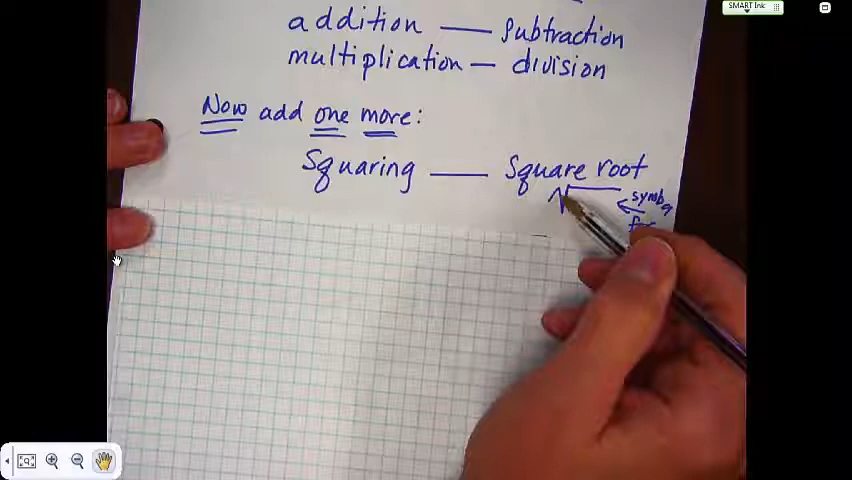 SMART Ink
addition — subtraction
multiplication — division
Now add one more:
Squaring — Square root
√